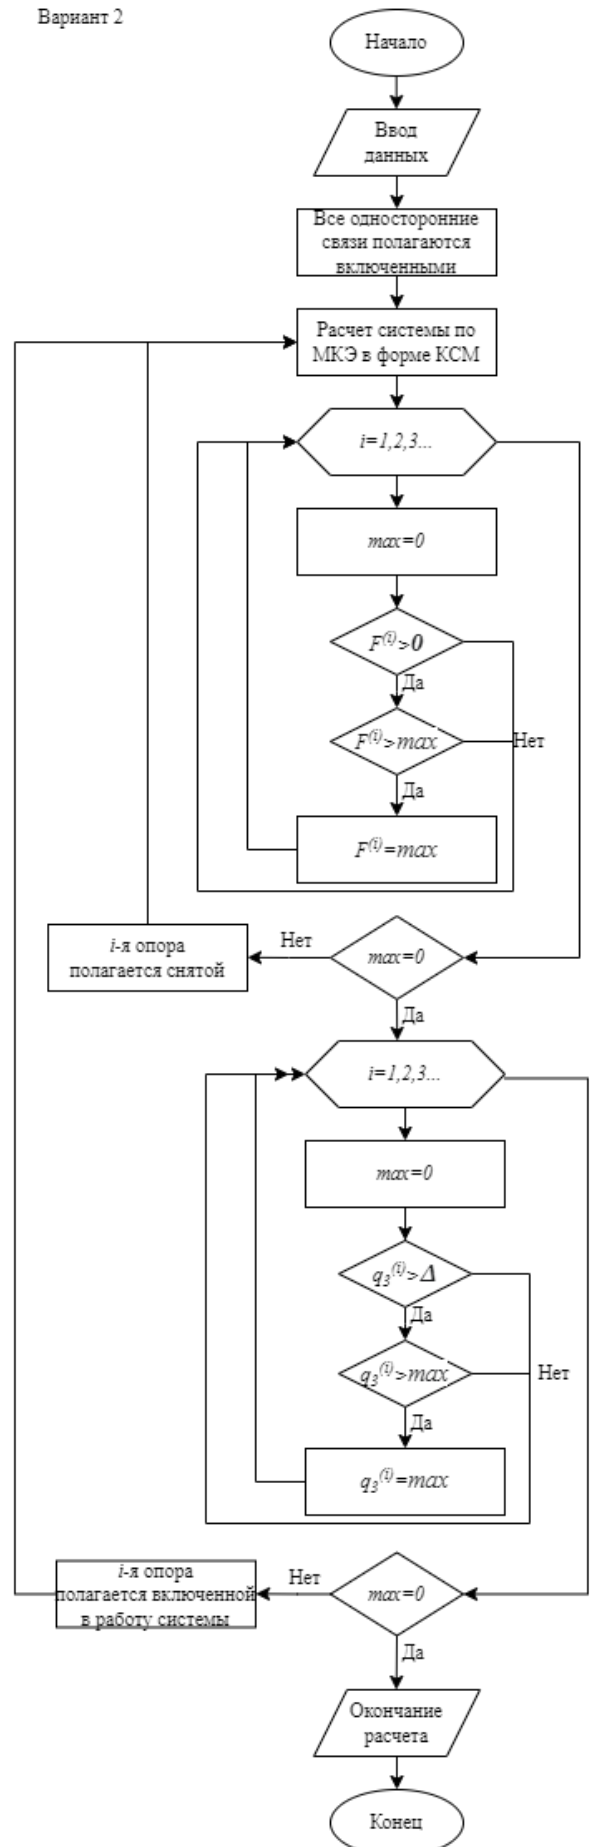 Вариант 2
Начало
Ввод
данных
Все односторонние
связи полагаются
включенными
Расчет системы по
МКЭ в форме КСМ
i=1,2,3...
max=0
F⁽ⁱ⁾>0
Да
F⁽ⁱ⁾>max
Нет
Да
F⁽ⁱ⁾=max
i-я опора
полагается снятой
Нет
max=0
Да
i=1,2,3...
max=0
q₃⁽ⁱ⁾>Δ
Да
q₃⁽ⁱ⁾>max
Нет
Да
q₃⁽ⁱ⁾=max
i-я опора
полагается включенной
в работу системы
Нет
max=0
Да
Окончание
расчета
Конец